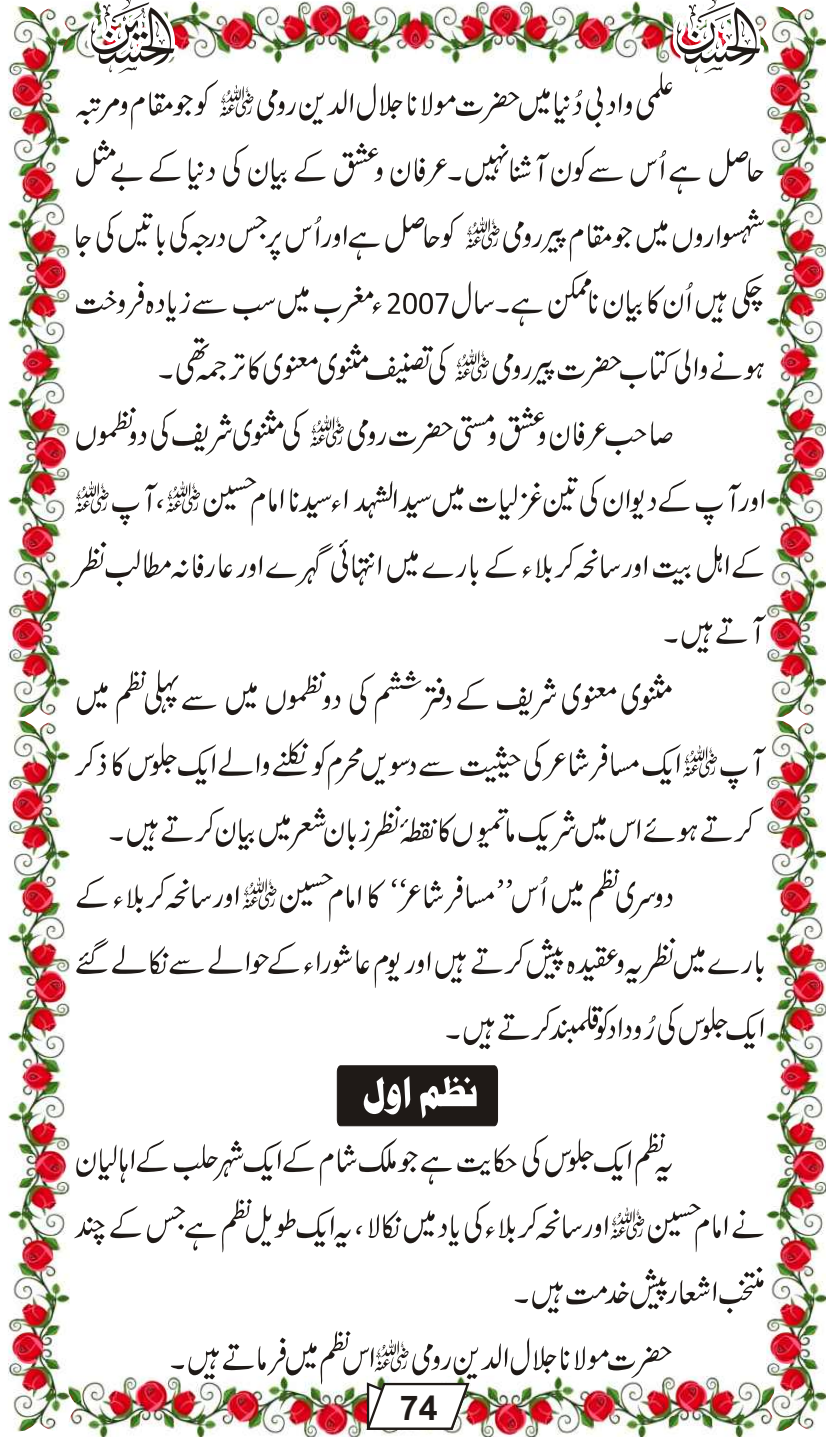 الحسین الحسین
علمی و ادبی دُنیا میں حضرت مولانا جلال الدین رومی رضی اللہ عنہ کو جو مقام و مرتبہ
حاصل ہے اُس سے کون آشنا نہیں۔ عرفان و عشق کے بیان کی دنیا کے بے مثل
شہسواروں میں جو مقام پیر رومی رضی اللہ عنہ کو حاصل ہے اور اُس پر جس درجہ کی باتیں کی جا
چکی ہیں اُن کا بیان ناممکن ہے۔ سال 2007ء مغرب میں سب سے زیادہ فروخت
ہونے والی کتاب حضرت پیر رومی رضی اللہ عنہ کی تصنیف مثنوی معنوی کا ترجمہ تھی۔
صاحب عرفان و عشق و مستی حضرت رومی رضی اللہ عنہ کی مثنوی شریف کی دو نظموں
اور آپ کے دیوان کی تین غزلیات میں سید الشہداء سیدنا امام حسین رضی اللہ عنہ، آپ رضی اللہ عنہ
کے اہل بیت اور سانحہ کربلاء کے بارے میں انتہائی گہرے اور عارفانہ مطالب نظر
آتے ہیں۔
مثنوی معنوی شریف کے دفتر ششم کی دو نظموں میں سے پہلی نظم میں
آپ رضی اللہ عنہ ایک مسافر شاعر کی حیثیت سے دسویں محرم کو نکلنے والے ایک جلوس کا ذکر
کرتے ہوئے اس میں شریک ماتمیوں کا نقطۂ نظر زبان شعر میں بیان کرتے ہیں۔
دوسری نظم میں اُس ’’مسافر شاعر‘‘ کا امام حسین رضی اللہ عنہ اور سانحہ کربلاء کے
بارے میں نظریہ و عقیدہ پیش کرتے ہیں اور یوم عاشوراء کے حوالے سے نکالے گئے
ایک جلوس کی رُوداد کو قلمبند کرتے ہیں۔
نظم اول
یہ نظم ایک جلوس کی حکایت ہے جو ملک شام کے ایک شہر حلب کے اہالیان
نے امام حسین رضی اللہ عنہ اور سانحہ کربلاء کی یاد میں نکالا، یہ ایک طویل نظم ہے جس کے چند
منتخب اشعار پیش خدمت ہیں۔
حضرت مولانا جلال الدین رومی رضی اللہ عنہ اس نظم میں فرماتے ہیں۔
74